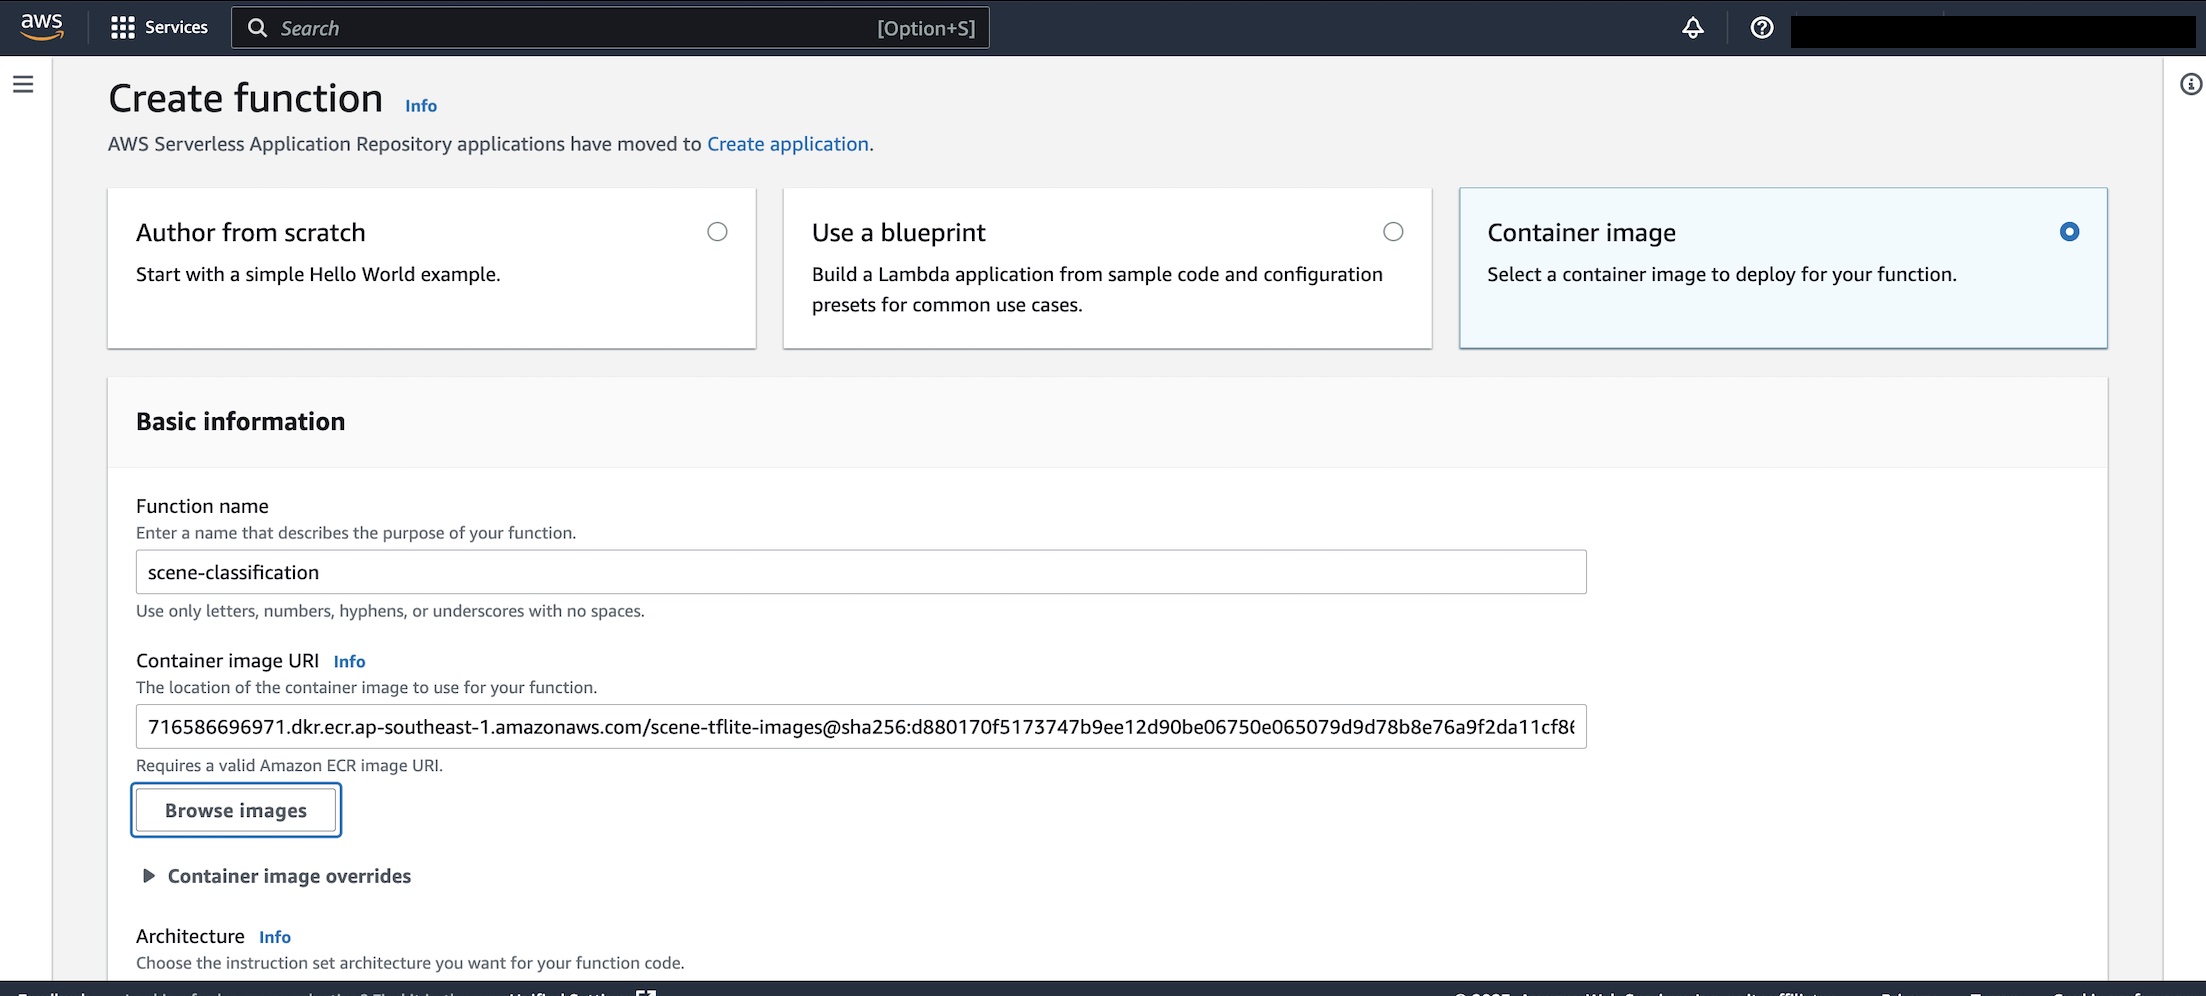 aws Services Search [Option+S]
Create function Info
AWS Serverless Application Repository applications have moved to Create application.
Author from scratch
Start with a simple Hello World example.
Use a blueprint
Build a Lambda application from sample code and configuration
presets for common use cases.
Container image
Select a container image to deploy for your function.
Basic information
Function name
Enter a name that describes the purpose of your function.
scene-classification
Use only letters, numbers, hyphens, or underscores with no spaces.
Container image URI Info
The location of the container image to use for your function.
716586696971.dkr.ecr.ap-southeast-1.amazonaws.com/scene-tflite-images@sha256:d880170f5173747b9ee12d90be06750e065079d9d78b8e76a9f2da11cf86
Requires a valid Amazon ECR image URI.
Browse images
Container image overrides
Architecture Info
Choose the instruction set architecture you want for your function code.